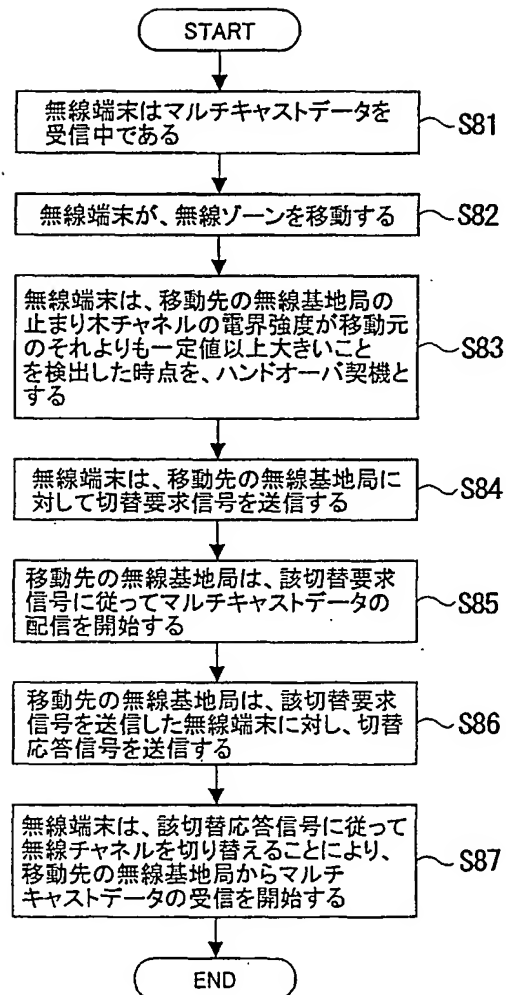 START
無線端末はマルチキャストデータを
受信中である
S81
無線端末が、無線ゾーンを移動する
S82
無線端末は、移動先の無線基地局の
止まり木チャネルの電界強度が移動元
のそれよりも一定値以上大きいこと
を検出した時点を、ハンドオーバ契機と
する
S83
無線端末は、移動先の無線基地局に
対して切替要求信号を送信する
S84
移動先の無線基地局は、該切替要求
信号に従ってマルチキャストデータの
配信を開始する
S85
移動先の無線基地局は、該切替要求
信号を送信した無線端末に対し、切替
応答信号を送信する
S86
無線端末は、該切替応答信号に従って
無線チャネルを切り替えることにより、
移動先の無線基地局からマルチ
キャストデータの受信を開始する
S87
END